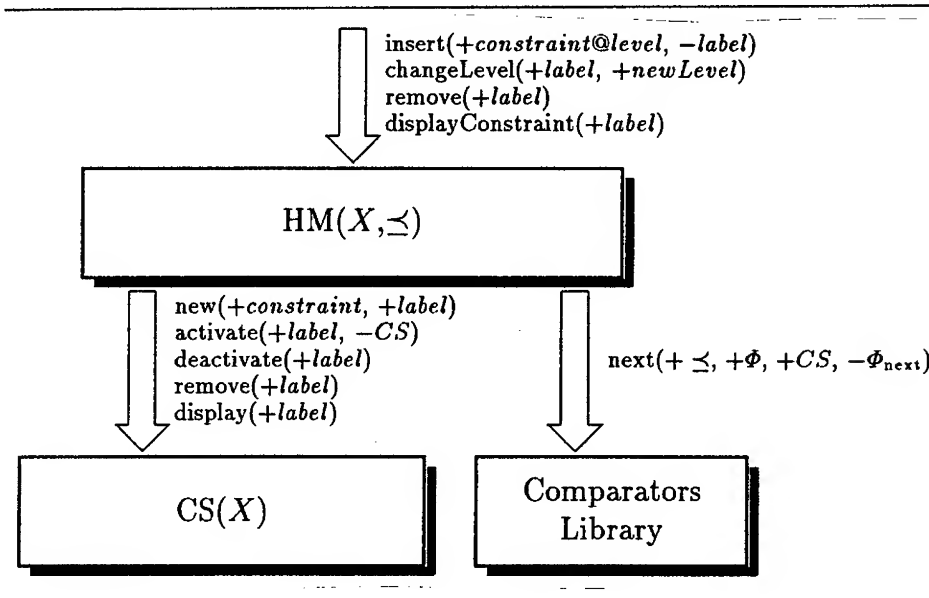 insert(+constraint@level, −label)
changeLevel(+label, +newLevel)
remove(+label)
displayConstraint(+label)
HM(X,⪯)
new(+constraint, +label)
activate(+label, −CS)
deactivate(+label)
remove(+label)
display(+label)
next(+ ⪯, +Φ, +CS, −Φnext)
CS(X)
Comparators
Library